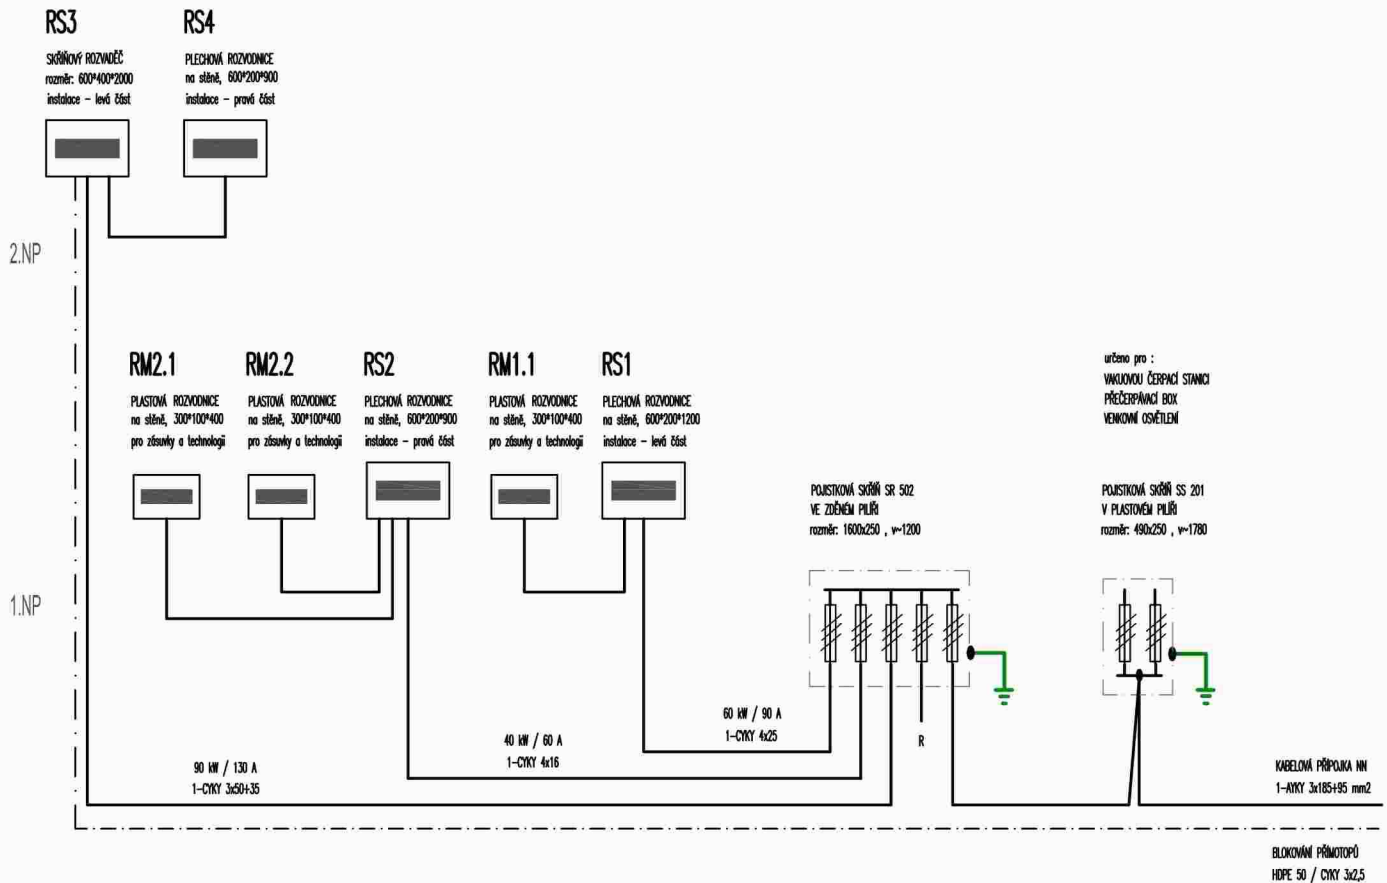 RS3
SKŘÍŇOVÝ ROZVADĚČ
rozměr: 600*400*2000
instalace – levá část
RS4
PLECHOVÁ ROZVODNICE
na stěně, 600*200*900
instalace – pravá část
2.NP
RM2.1
PLASTOVÁ ROZVODNICE
na stěně, 300*100*400
pro zásuvky a technologii
RM2.2
PLASTOVÁ ROZVODNICE
na stěně, 300*100*400
pro zásuvky a technologii
RS2
PLECHOVÁ ROZVODNICE
na stěně, 600*200*900
instalace – pravá část
RM1.1
PLASTOVÁ ROZVODNICE
na stěně, 300*100*400
pro zásuvky a technologii
RS1
PLECHOVÁ ROZVODNICE
na stěně, 600*200*1200
instalace – levá část
určeno pro :
VAKUOVOU ČERPACÍ STANICI
PŘEČERPÁVACÍ BOX
VENKOVNÍ OSVĚTLENÍ
POJISTKOVÁ SKŘÍŇ SR 502
VE ZDĚNÉM PILÍŘI
rozměr: 1600x250 , v~1200
POJISTKOVÁ SKŘÍŇ SS 201
V PLASTOVÉM PILÍŘI
rozměr: 490x250 , v~1780
1.NP
60 kW / 90 A
1-CYKY 4x25
R
40 kW / 60 A
1-CYKY 4x16
90 kW / 130 A
1-CYKY 3x50+35
KABELOVÁ PŘÍPOJKA NN
1-AYKY 3x185+95 mm2
BLOKOVÁNÍ PŘÍMOTOPŮ
HDPE 50 / CYKY 3x2,5